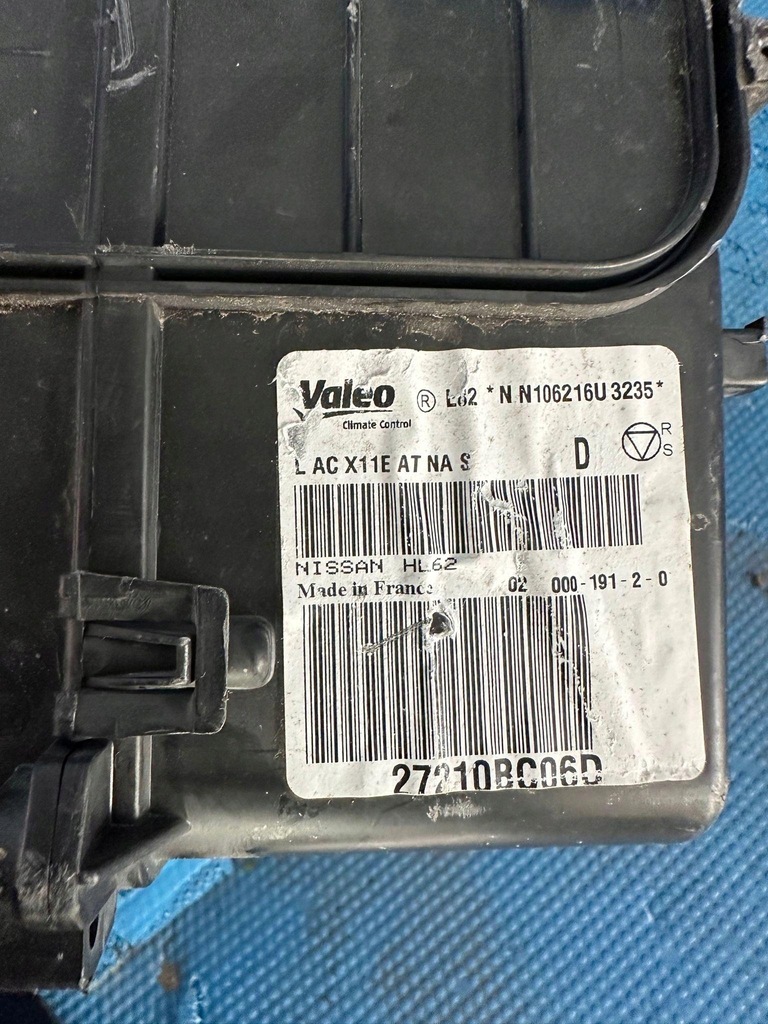 Valeo ® L62 *N N106216U 3235*
Climate Control
L AC X11E AT NA S D R S
NISSAN HL62
Made in France 02 000-191-2-0
27210BC06D